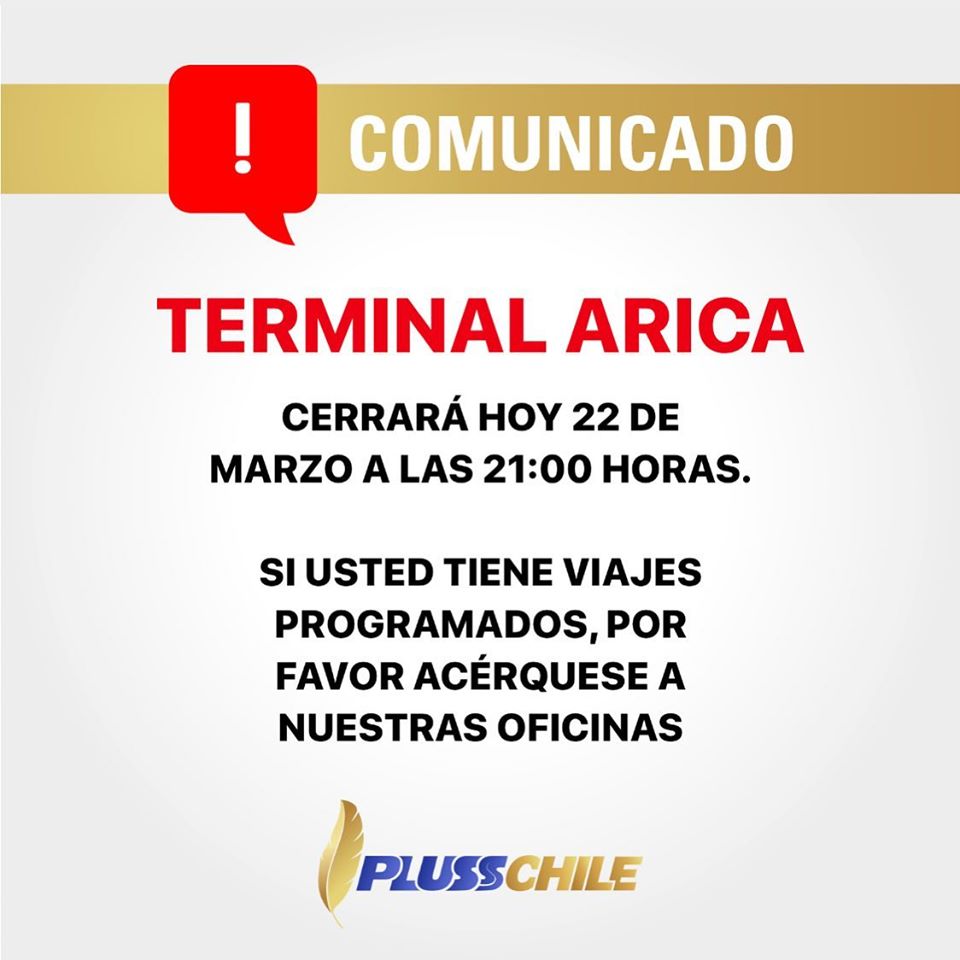 !
COMUNICADO
TERMINAL ARICA
CERRARÁ HOY 22 DE
MARZO A LAS 21:00 HORAS.
SI USTED TIENE VIAJES
PROGRAMADOS, POR
FAVOR ACÉRQUESE A
NUESTRAS OFICINAS
PLUSSCHILE